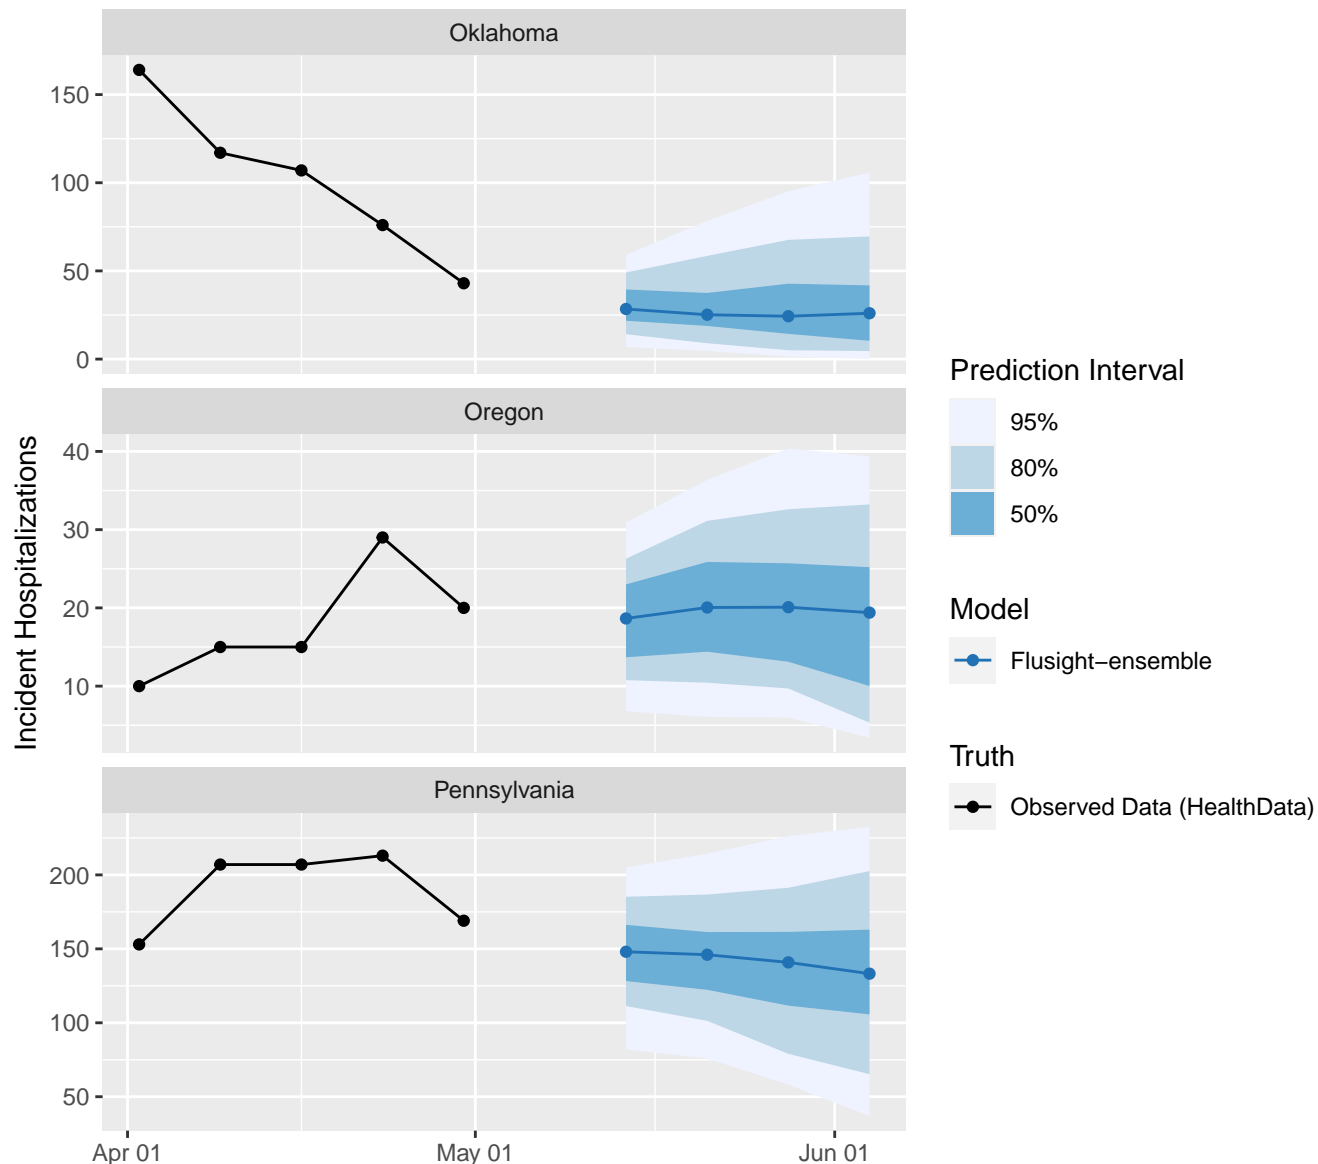 Oklahoma
150
100
50
0
Oregon
40
30
20
10
Pennsylvania
200
150
100
50
Apr 01
May 01
Jun 01
Incident Hospitalizations
Prediction Interval
95%
80%
50%
Model
Flusight−ensemble
Truth
Observed Data (HealthData)